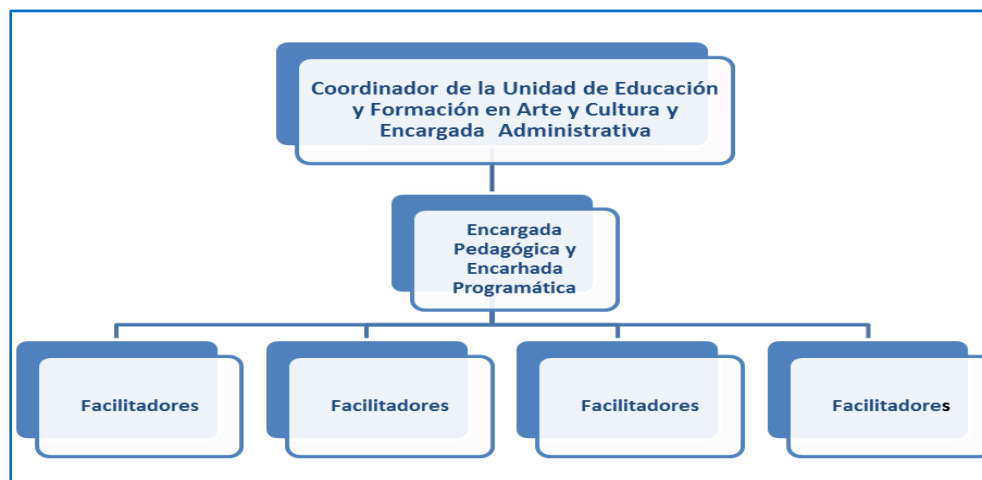 Coordinador de la Unidad de Educación
y Formación en Arte y Cultura y
Encargada Administrativa
Encargada
Pedagógica y
Encarhada
Programática
Facilitadores
Facilitadores
Facilitadores
Facilitadores